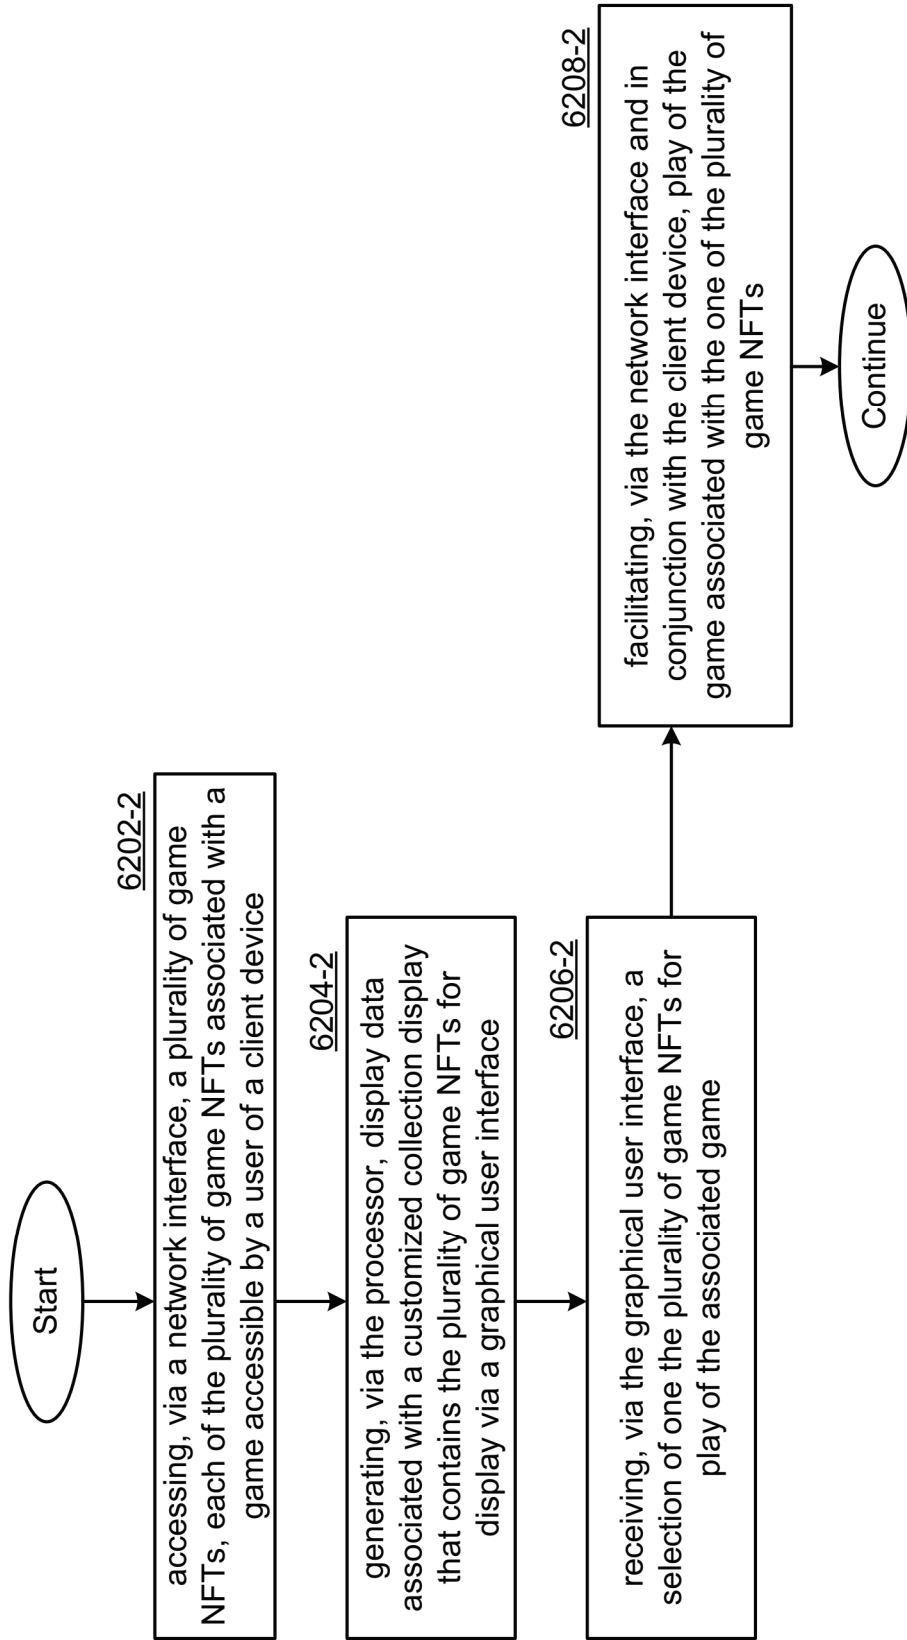 Start
6202-2
accessing, via a network interface, a plurality of game
NFTs, each of the plurality of game NFTs associated with a
game accessible by a user of a client device
6204-2
generating, via the processor, display data
associated with a customized collection display
that contains the plurality of game NFTs for
display via a graphical user interface
6206-2
receiving, via the graphical user interface, a
selection of one the plurality of game NFTs for
play of the associated game
6208-2
facilitating, via the network interface and in
conjunction with the client device, play of the
game associated with the one of the plurality of
game NFTs
Continue